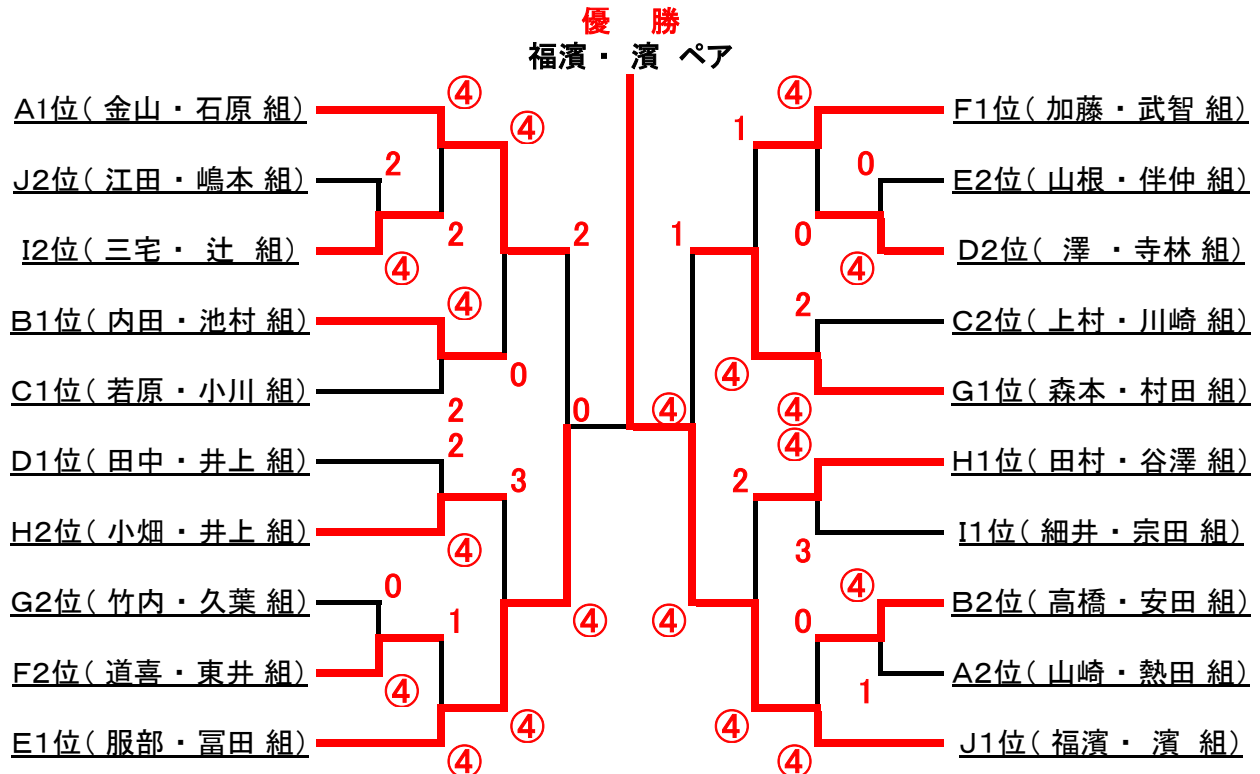 優 勝
福濱・ 濱 ペア
④ ④
A1位( 金山・石原 組) ④ 1 F1位( 加藤・武智 組)
J2位( 江田・嶋本 組) 2 0 E2位( 山根・伴仲 組)
I2位( 三宅・ 辻 組) ④ 2 2 1 0 ④ D2位( 澤 ・寺林 組)
B1位( 内田・池村 組) ④ 2 C2位( 上村・川崎 組)
0 ④
C1位( 若原・小川 組) 2 0 ④ ④ G1位( 森本・村田 組)
D1位( 田中・井上 組) 2 ④ H1位( 田村・谷澤 組)
3 2
H2位( 小畑・井上 組) ④ 3 I1位( 細井・宗田 組)
G2位( 竹内・久葉 組) 0 1 ④ ④ 0 ④ B2位( 高橋・安田 組)
F2位( 道喜・東井 組) ④ 1 A2位( 山崎・熱田 組)
④ ④
E1位( 服部・冨田 組) ④ ④ J1位( 福濱・ 濱 組)